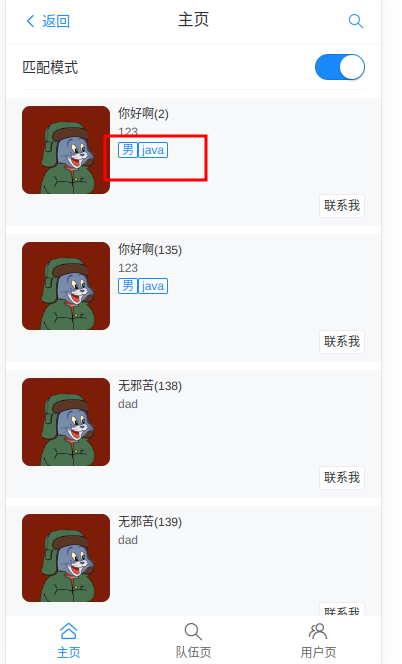 返回 主页
匹配模式
你好啊(2)
123
男 java
联系我
你好啊(135)
123
男 java
联系我
无邪苦(138)
dad
联系我
无邪苦(139)
dad
联系我
主页 队伍页 用户页